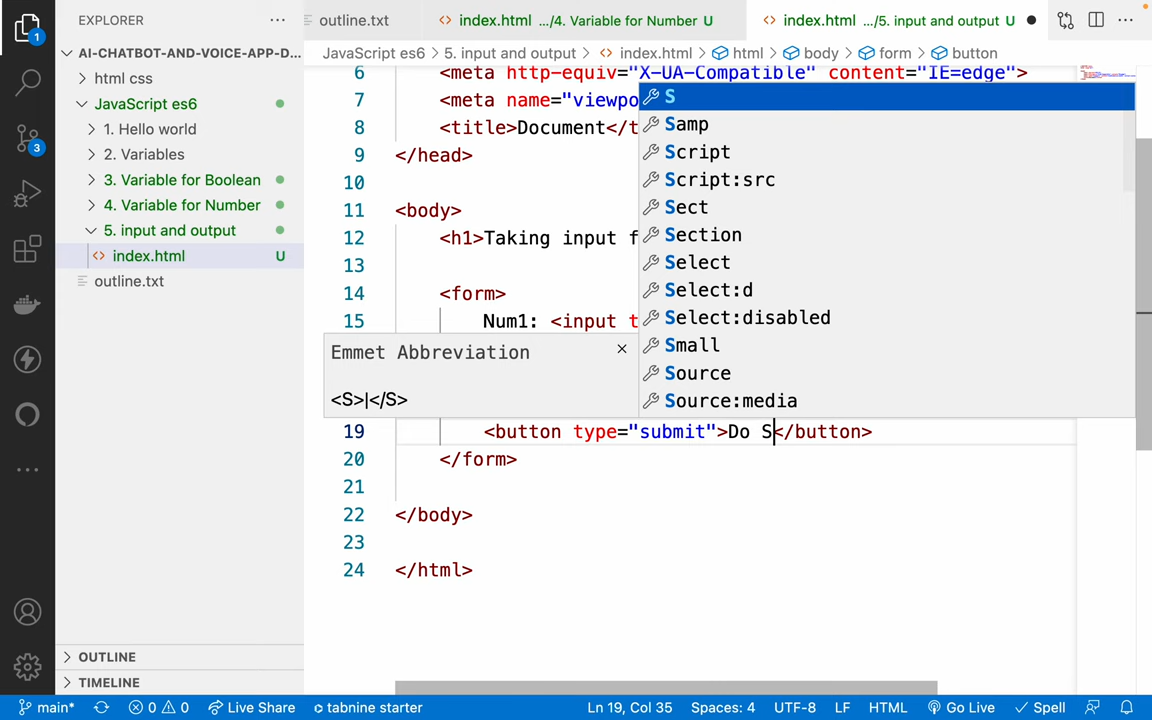 EXPLORER
outline.txt
<> index.html .../4. Variable for Number U
<> index.html .../5. input and output U
AI-CHATBOT-AND-VOICE-APP-D...
html css
JavaScript es6
1. Hello world
2. Variables
3. Variable for Boolean
4. Variable for Number
5. input and output
<> index.html U
outline.txt
OUTLINE
TIMELINE
1
3
JavaScript es6 > 5. input and output > <> index.html > html > body > form > button
6 <meta http-equiv="X-UA-Compatible" content="IE=edge">
7 <meta name="viewpo
8 <title>Document</t
9 </head>
10
11 <body>
12 <h1>Taking input f
13
14 <form>
15 Num1: <input t
S
Samp
Script
Script:src
Sect
Section
Select
Select:d
Select:disabled
Small
Source
Source:media
Emmet Abbreviation
<S>|</S>
19 <button type="submit">Do S</button>
20 </form>
21
22 </body>
23
24 </html>
main* 0 0 Live Share tabnine starter Ln 19, Col 35 Spaces: 4 UTF-8 LF HTML Go Live Spell